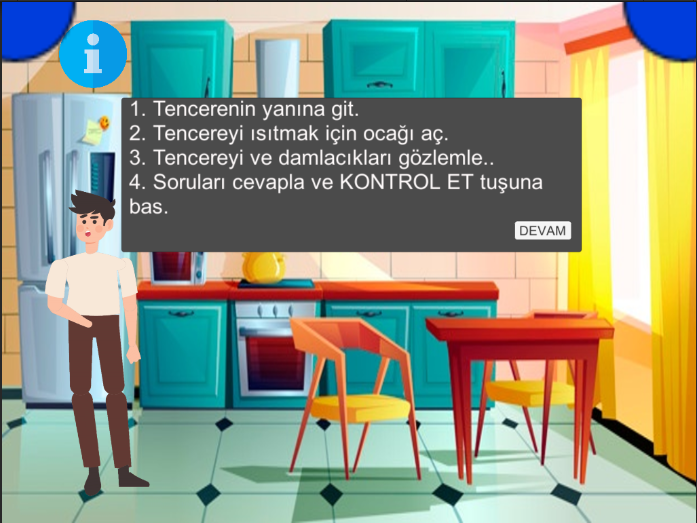 i
1. Tencerenin yanına git.
2. Tencereyi ısıtmak için ocağı aç.
3. Tencereyi ve damlacıkları gözlemle..
4. Soruları cevapla ve KONTROL ET tuşuna
bas.
DEVAM